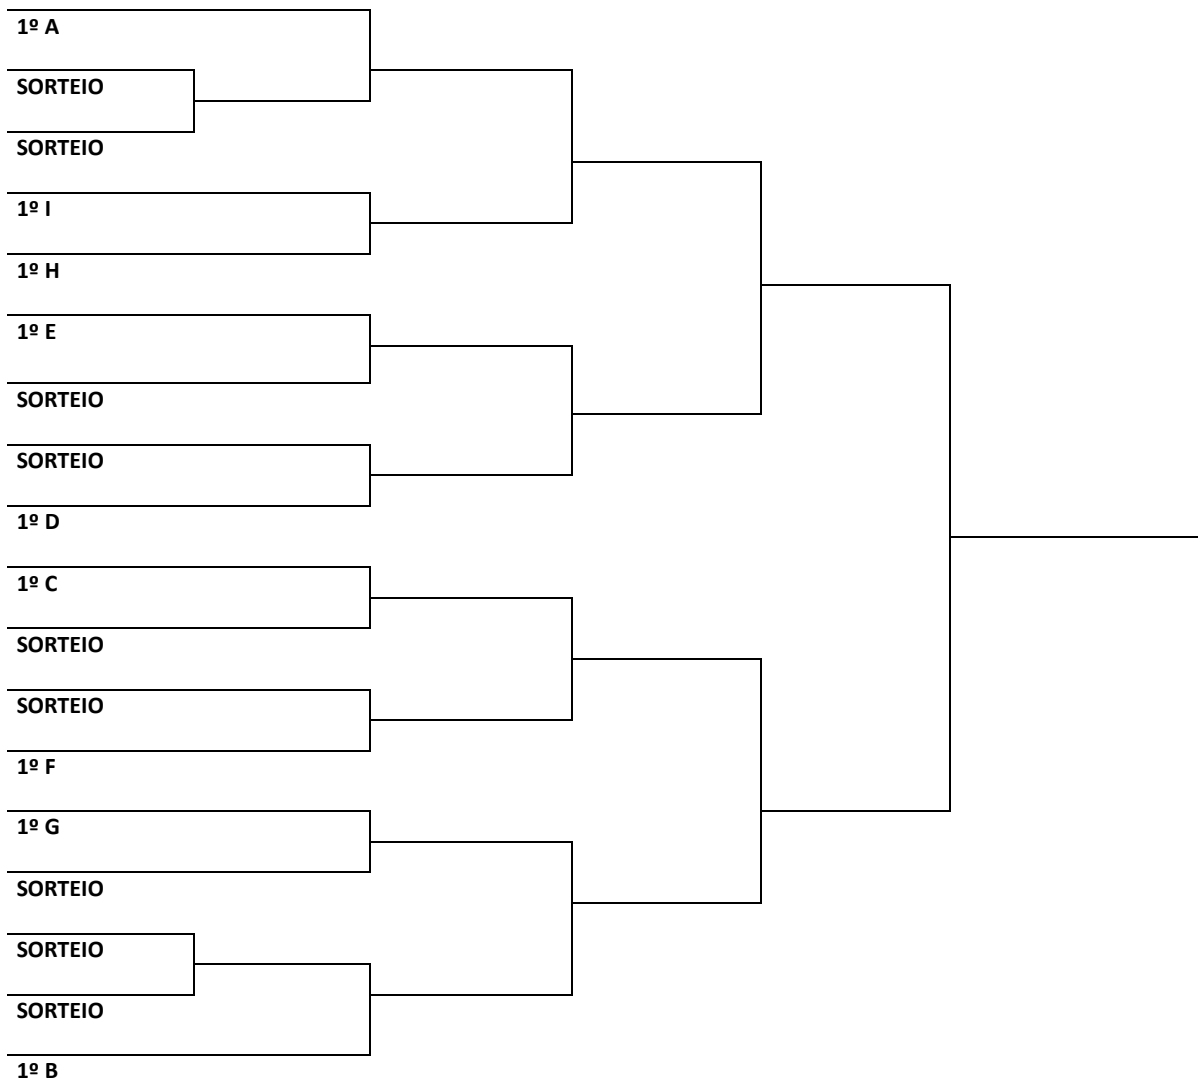 1º A
SORTEIO
SORTEIO
1º I
1º H
1º E
SORTEIO
SORTEIO
1º D
1º C
SORTEIO
SORTEIO
1º F
1º G
SORTEIO
SORTEIO
SORTEIO
1º B